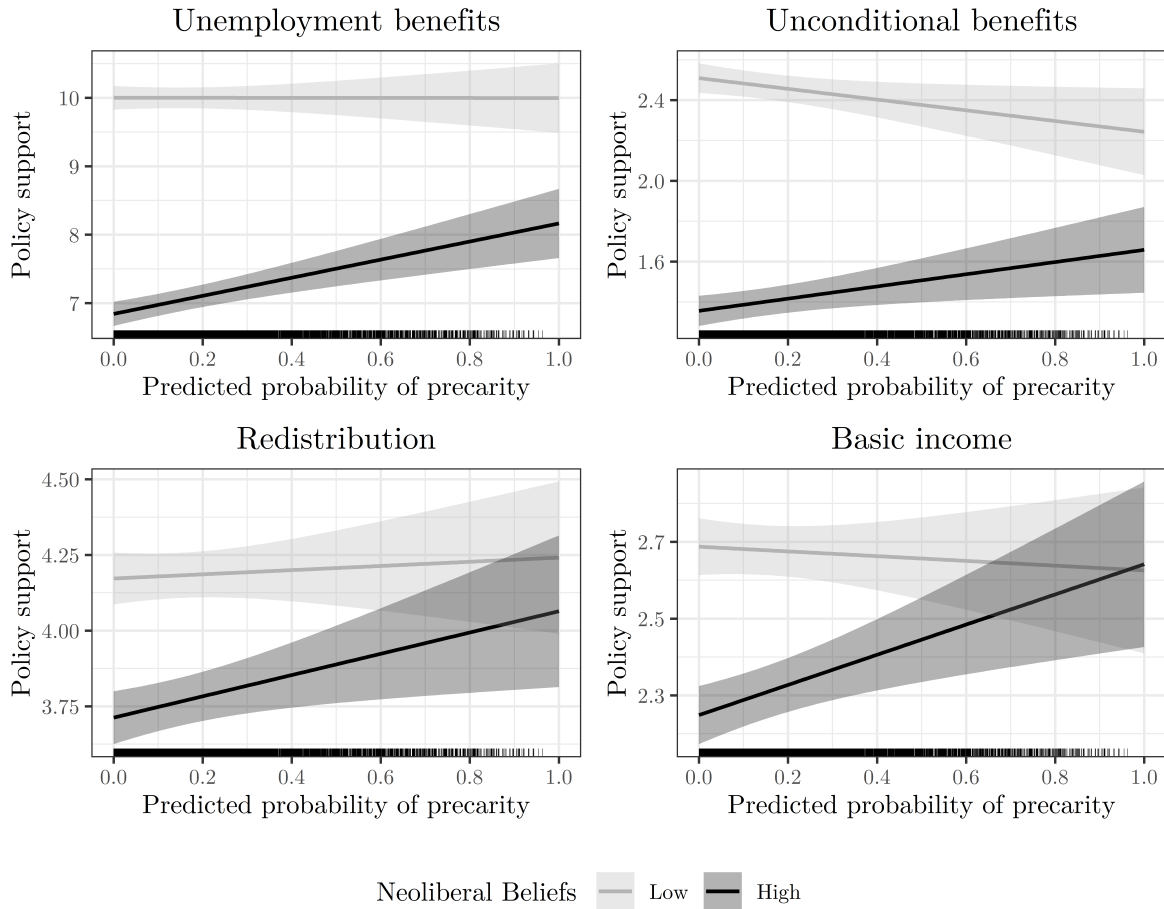 Unemployment benefits
Policy support
10
9
8
7
0.0 0.2 0.4 0.6 0.8 1.0
Predicted probability of precarity
Unconditional benefits
Policy support
2.4
2.0
1.6
0.0 0.2 0.4 0.6 0.8 1.0
Predicted probability of precarity
Redistribution
Policy support
4.50
4.25
4.00
3.75
0.0 0.2 0.4 0.6 0.8 1.0
Predicted probability of precarity
Basic income
Policy support
2.7
2.5
2.3
0.0 0.2 0.4 0.6 0.8 1.0
Predicted probability of precarity
Neoliberal Beliefs Low High